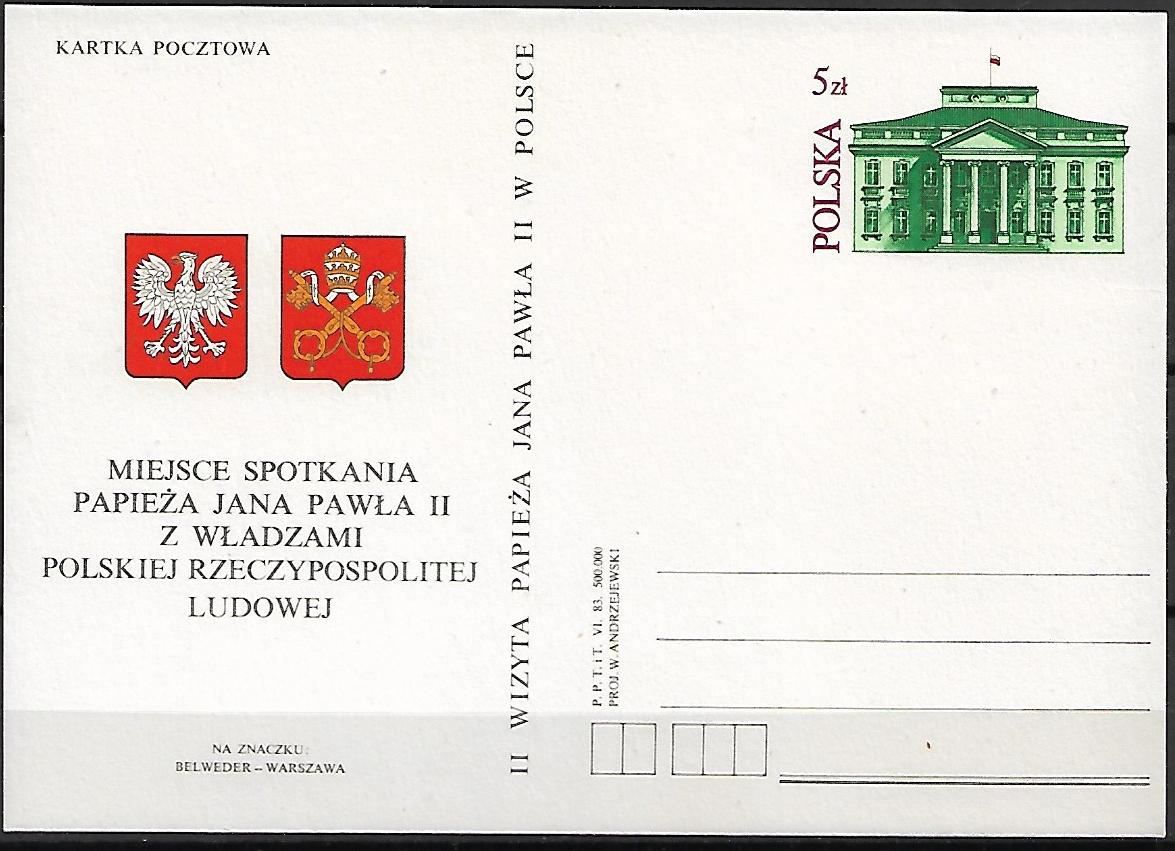 KARTKA POCZTOWA
MIEJSCE SPOTKANIA
PAPIEŻA JANA PAWŁA II
Z WŁADZAMI
POLSKIEJ RZECZYPOSPOLITEJ
LUDOWEJ
NA ZNACZKU:
BELWEDER – WARSZAWA
II WIZYTA PAPIEŻA JANA PAWŁA II W POLSCE
5 zł
POLSKA
P. P. T. i T. VI. 83. 500.000
PROJ. W. ANDRZEJEWSKI